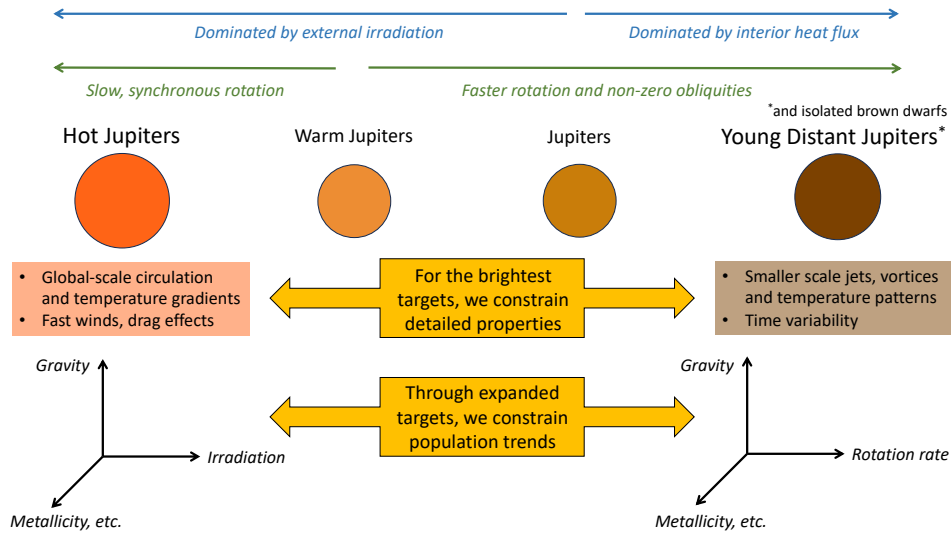 Dominated by external irradiation
Dominated by interior heat flux
Slow, synchronous rotation
Faster rotation and non-zero obliquities
*and isolated brown dwarfs
Hot Jupiters
Warm Jupiters
Jupiters
Young Distant Jupiters*
• Global-scale circulation
and temperature gradients
• Fast winds, drag effects
For the brightest
targets, we constrain
detailed properties
• Smaller scale jets, vortices
and temperature patterns
• Time variability
Gravity
Irradiation
Metallicity, etc.
Through expanded
targets, we constrain
population trends
Gravity
Rotation rate
Metallicity, etc.